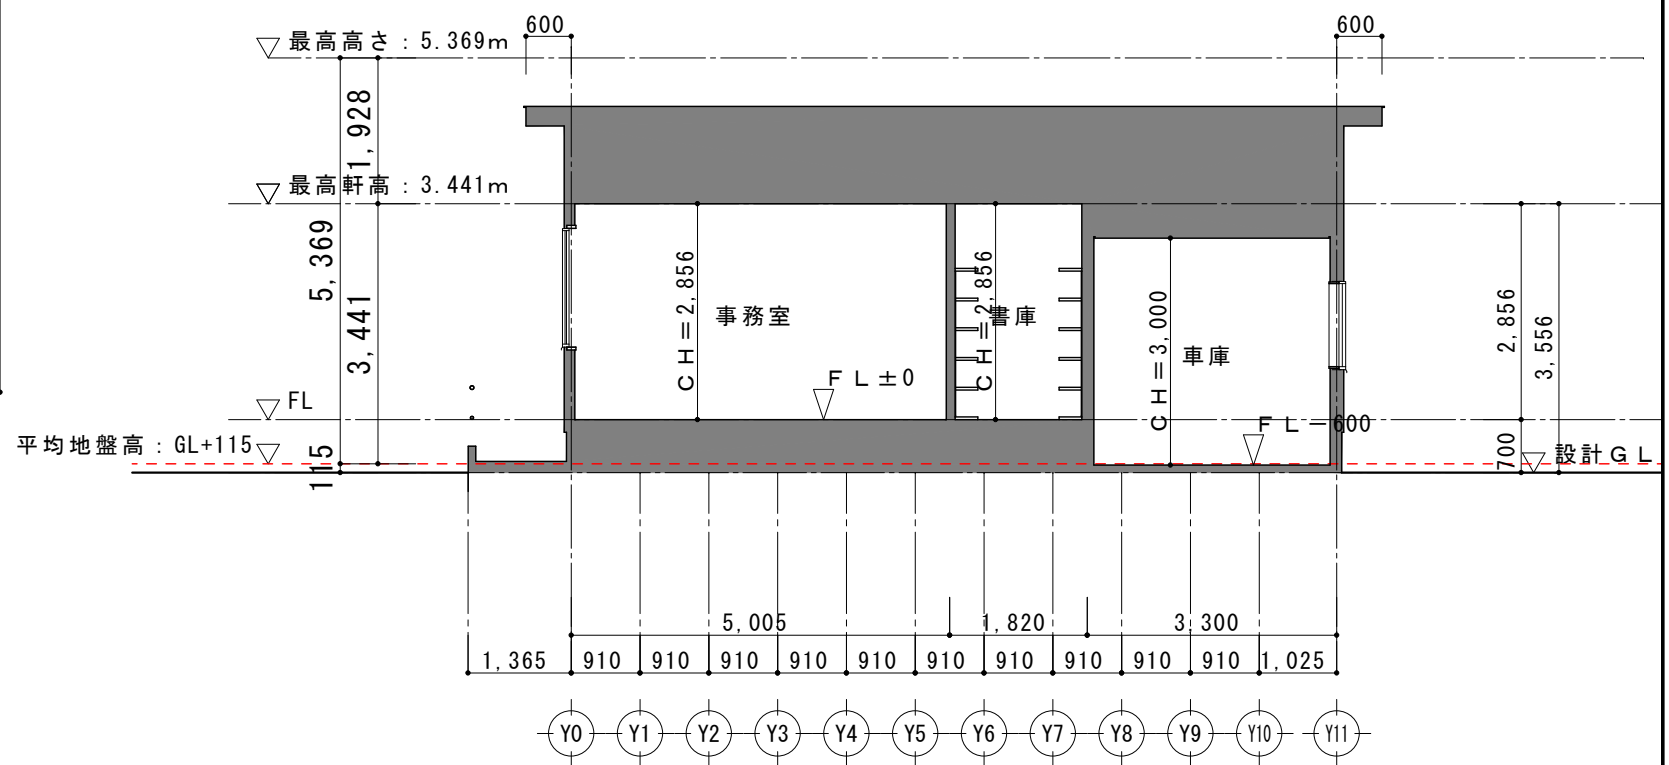 600
600
最高高さ：5.369m
1,928
最高軒高：3.441m
5,369
3,441
CH＝2,856
事務室
CH＝2,856
書庫
CH＝3,000
車庫
2,856
3,556
FL±0
FL
FL－600
平均地盤高：GL+115
115
700
設計GL
5,005
1,820
3,300
1,365
910
910
910
910
910
910
910
910
910
910
1,025
Y0
Y1
Y2
Y3
Y4
Y5
Y6
Y7
Y8
Y9
Y10
Y11